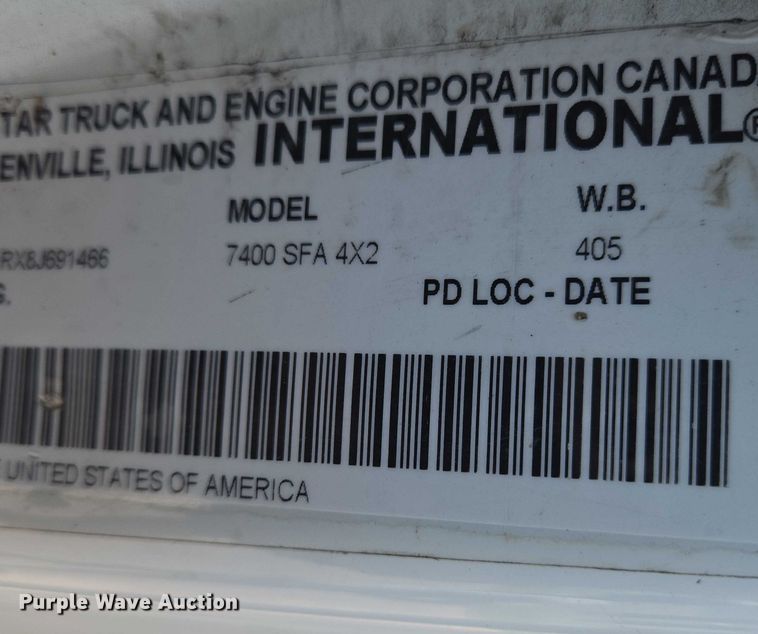 TAR TRUCK AND ENGINE CORPORATION CANAD
ENVILLE, ILLINOIS INTERNATIONAL®
MODEL W.B.
RX8J691466 7400 SFA 4X2 405
S. PD LOC - DATE
UNITED STATES OF AMERICA
Purple Wave Auction